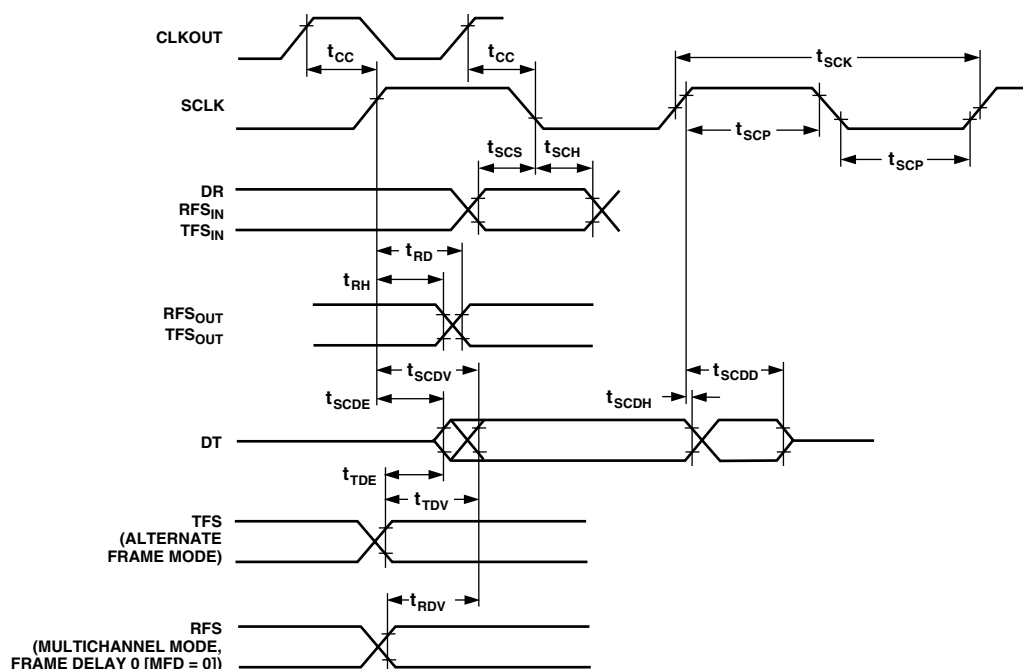 CLKOUT
tCC
tCC
tSCK
SCLK
tSCP
tSCP
tSCS
tSCH
DR
RFSIN
TFSIN
tRD
tRH
RFSOUT
TFSOUT
tSCDV
tSCDD
tSCDE
tSCDH
DT
tTDE
tTDV
TFS
(ALTERNATE
FRAME MODE)
tRDV
RFS
(MULTICHANNEL MODE,
FRAME DELAY 0 [MFD = 0])